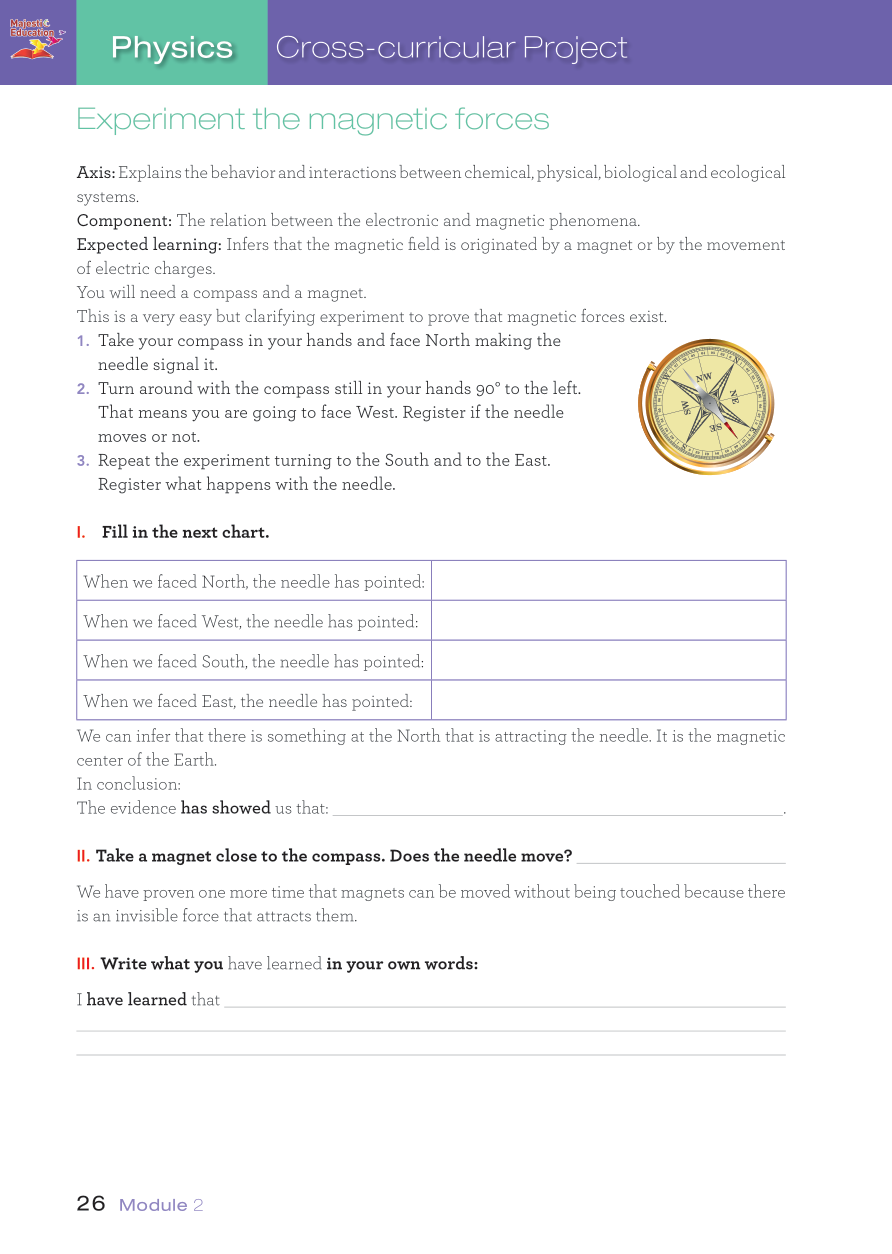 Majestic
Education
Physics Cross-curricular Project
Experiment the magnetic forces
Axis: Explains the behavior and interactions between chemical, physical, biological and ecological
systems.
Component: The relation between the electronic and magnetic phenomena.
Expected learning: Infers that the magnetic field is originated by a magnet or by the movement
of electric charges.
You will need a compass and a magnet.
This is a very easy but clarifying experiment to prove that magnetic forces exist.
1. Take your compass in your hands and face North making the
needle signal it.
2. Turn around with the compass still in your hands 90° to the left.
That means you are going to face West. Register if the needle
moves or not.
3. Repeat the experiment turning to the South and to the East.
Register what happens with the needle.
N
NW
NE
W
E
SW
SE
S
I. Fill in the next chart.
When we faced North, the needle has pointed:
When we faced West, the needle has pointed:
When we faced South, the needle has pointed:
When we faced East, the needle has pointed:
We can infer that there is something at the North that is attracting the needle. It is the magnetic
center of the Earth.
In conclusion:
The evidence has showed us that: .
II. Take a magnet close to the compass. Does the needle move?
We have proven one more time that magnets can be moved without being touched because there
is an invisible force that attracts them.
III. Write what you have learned in your own words:
I have learned that
26 Module 2